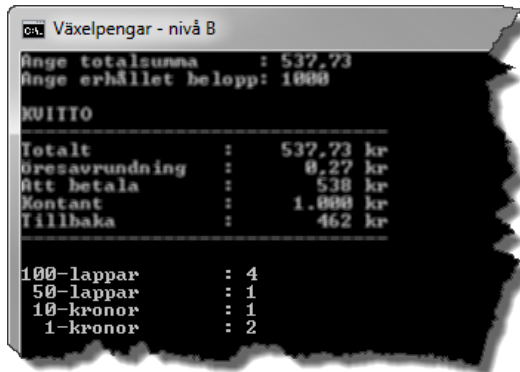 Växelpengar - nivå B
Ange totalsumma : 537,73
Ange erhållet belopp: 1000
KVITTO
Totalt : 537,73 kr
Öresavrundning : 0,27 kr
Att betala : 538 kr
Kontant : 1.000 kr
Tillbaka : 462 kr
100-lappar : 4
50-lappar : 1
10-kronor : 1
1-kronor : 2